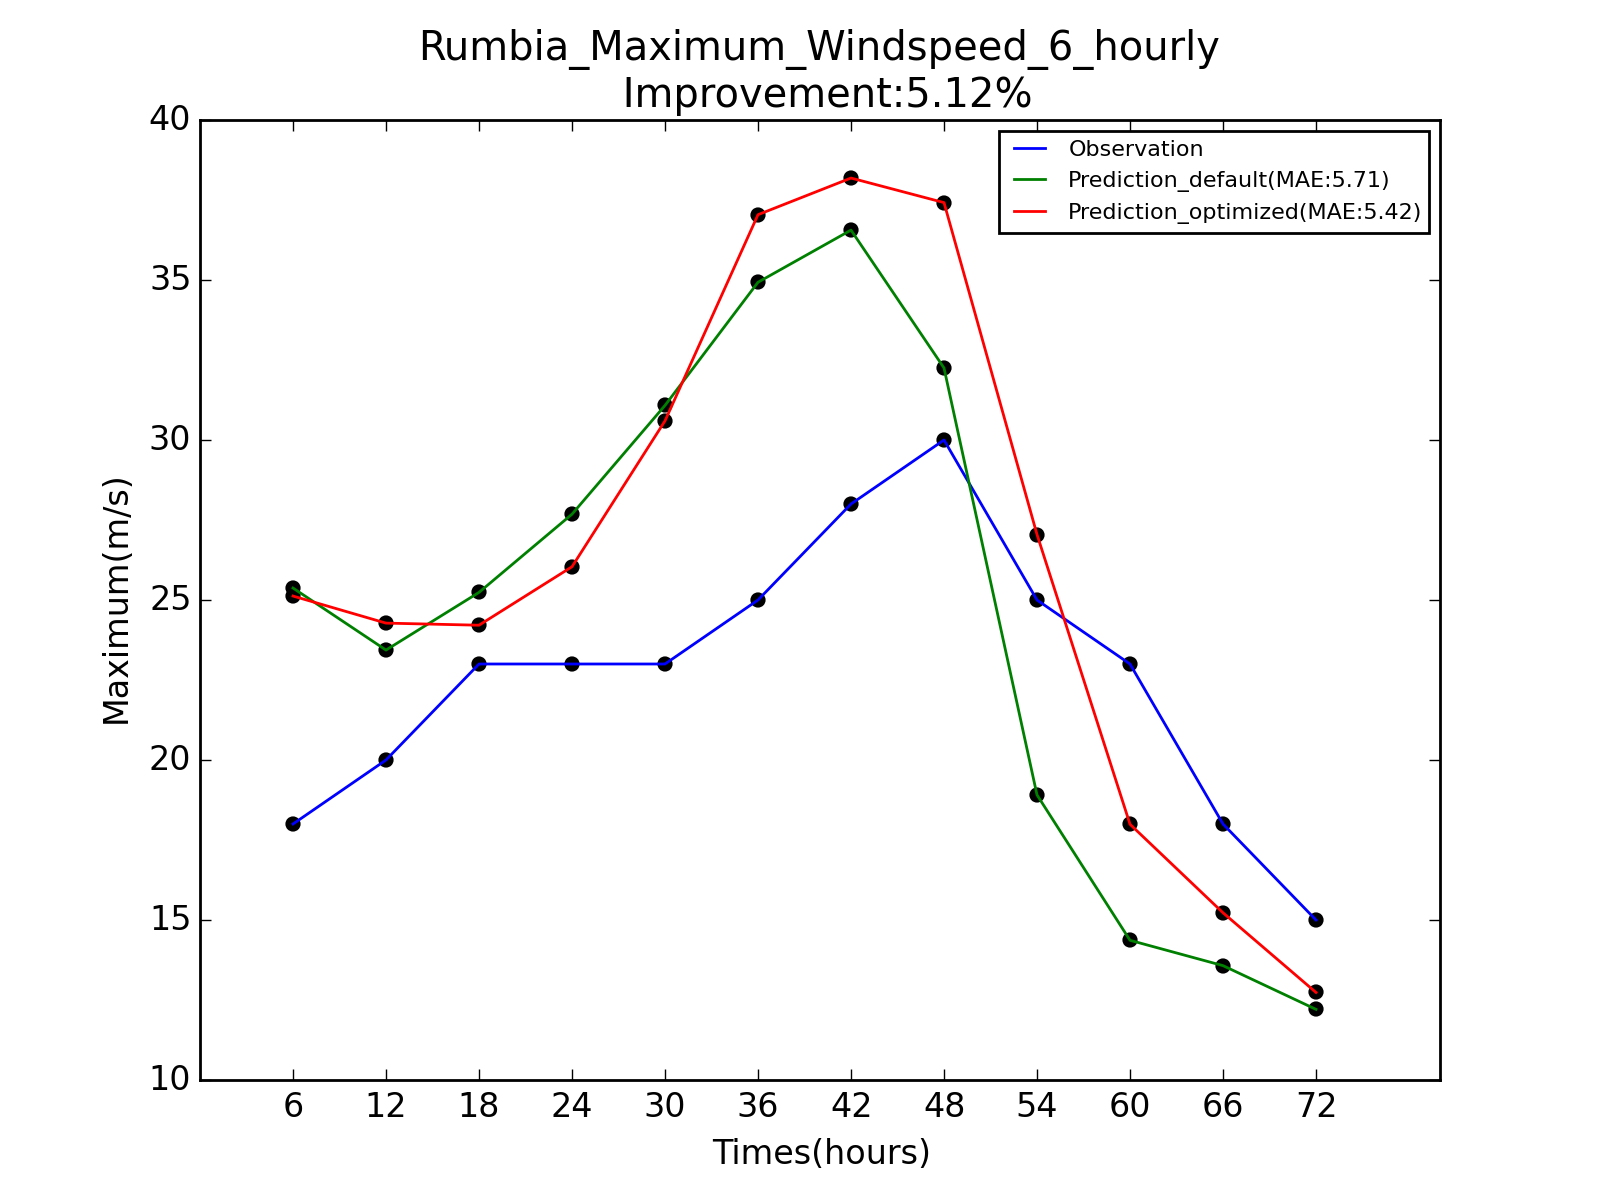 Rumbia_Maximum_Windspeed_6_hourly
Improvement:5.12%
Observation
Prediction_default(MAE:5.71)
Prediction_optimized(MAE:5.42)
Maximum(m/s)
40
35
30
25
20
15
10
6 12 18 24 30 36 42 48 54 60 66 72
Times(hours)